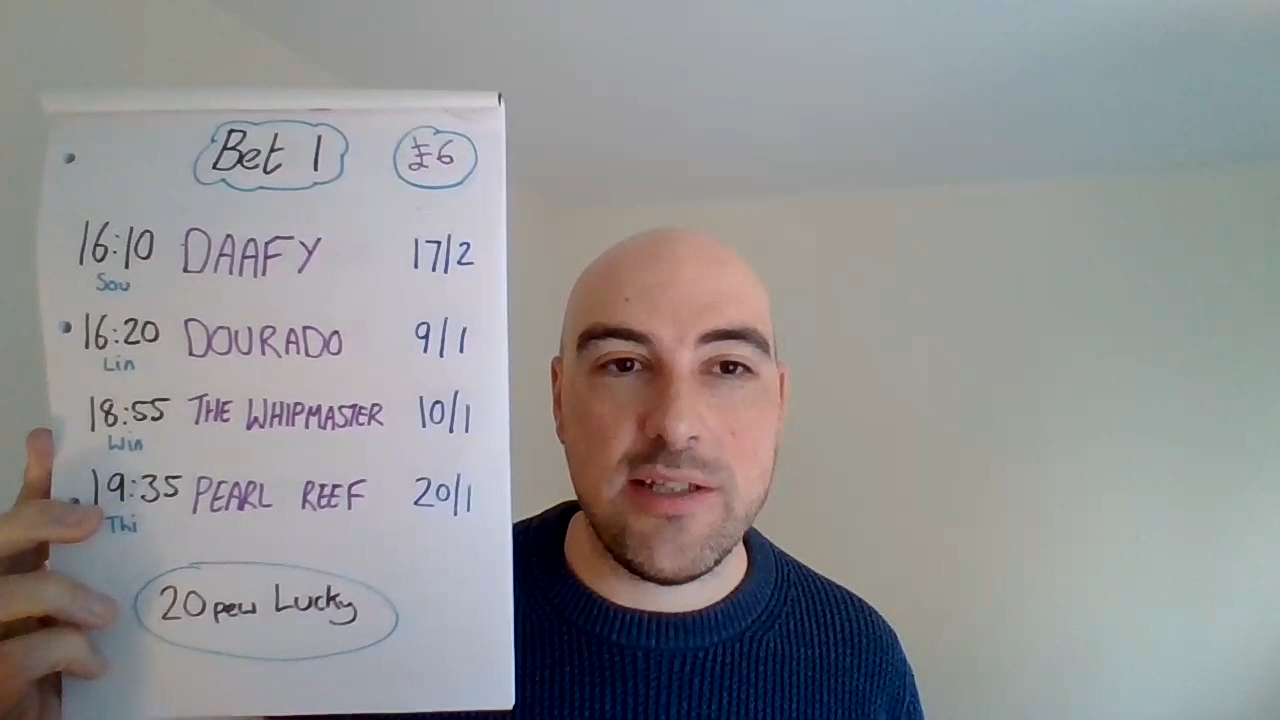 Bet 1 £6
16:10 DAAFY 17/2
Sou
16:20 DOURADO 9/1
Lin
18:55 THE WHIPMASTER 10/1
Win
19:35 PEARL REEF 20/1
Thi
20pew Lucky